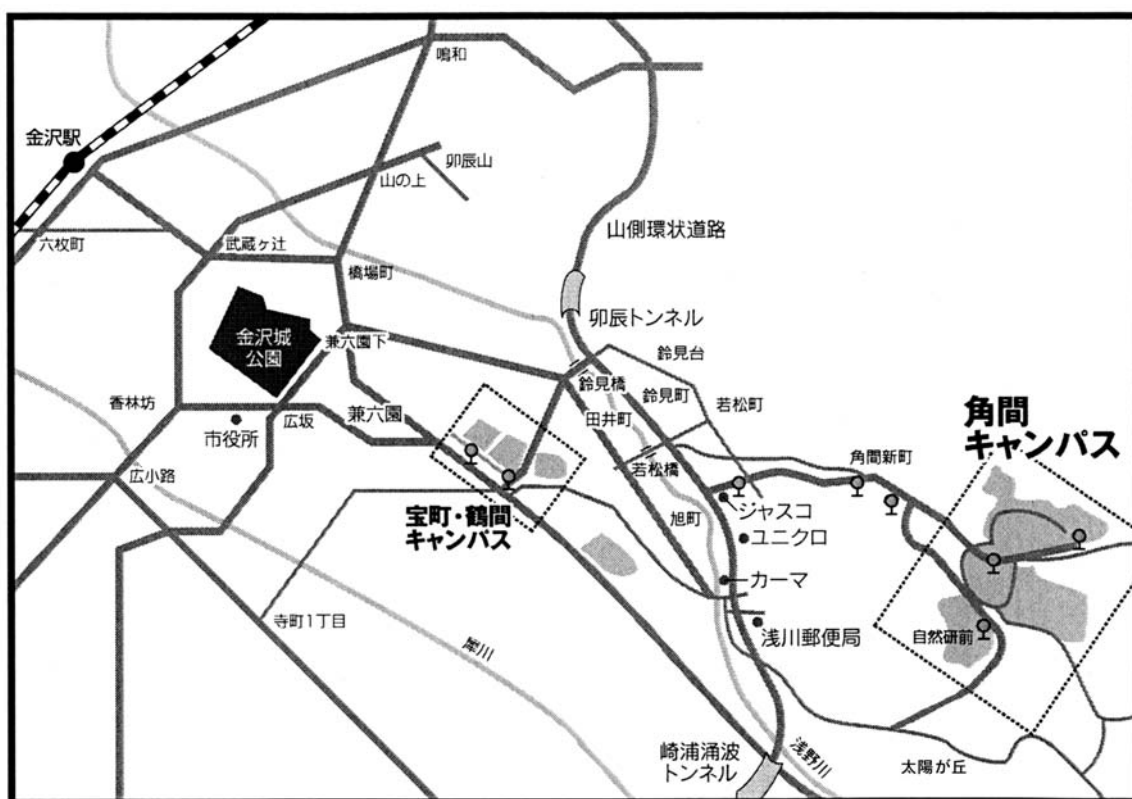 鳴和
金沢駅
卯辰山
山の上
山側環状道路
六枚町
武蔵ヶ辻
橋場町
卯辰トンネル
金沢城
公園
兼六園下
鈴見台
鈴見橋
鈴見町
若松町
香林坊
兼六園
田井町
角間
キャンパス
市役所
広坂
若松橋
角間新町
広小路
宝町・鶴間
キャンパス
旭町
ジャスコ
ユニクロ
カーマ
寺町1丁目
浅川郵便局
自然研前
犀川
崎浦涌波
トンネル
浅野川
太陽が丘